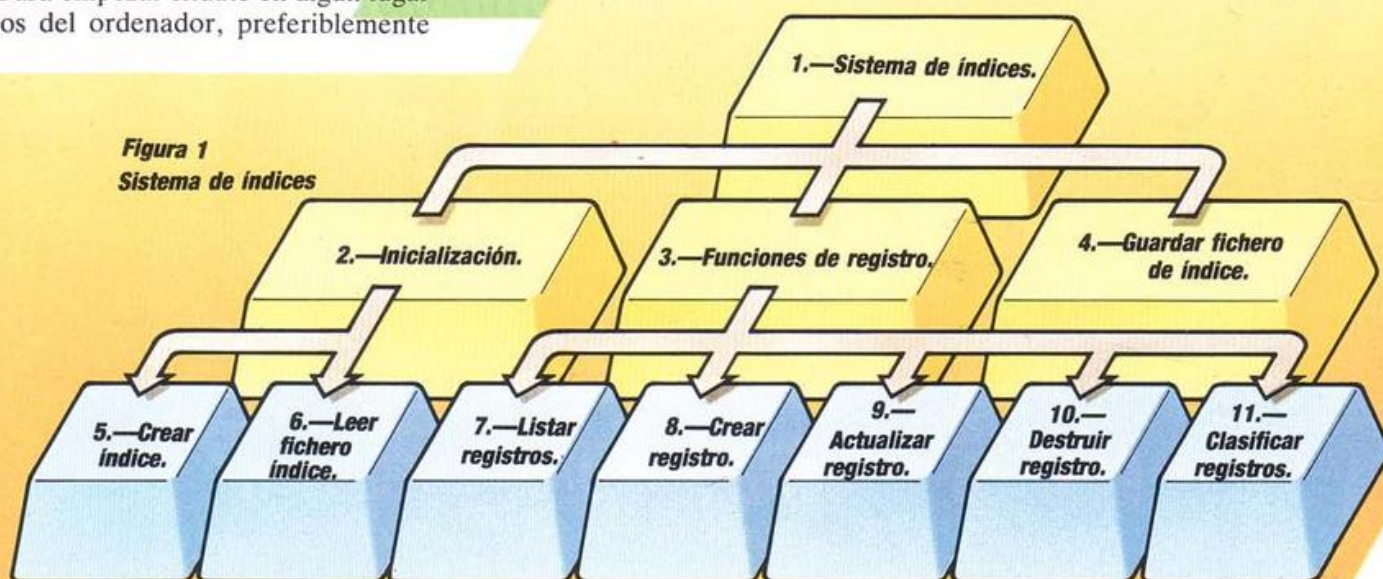 os del ordenador, preferiblemente
Figura 1
Sistema de índices
1.—Sistema de índices.
2.—Inicialización.
3.—Funciones de registro.
4.—Guardar fichero
de índice.
5.—Crear
índice.
6.—Leer
fichero
índice.
7.—Listar
registros.
8.—Crear
registro.
9.—
Actualizar
registro.
10.—
Destruir
registro.
11.—
Clasificar
registros.